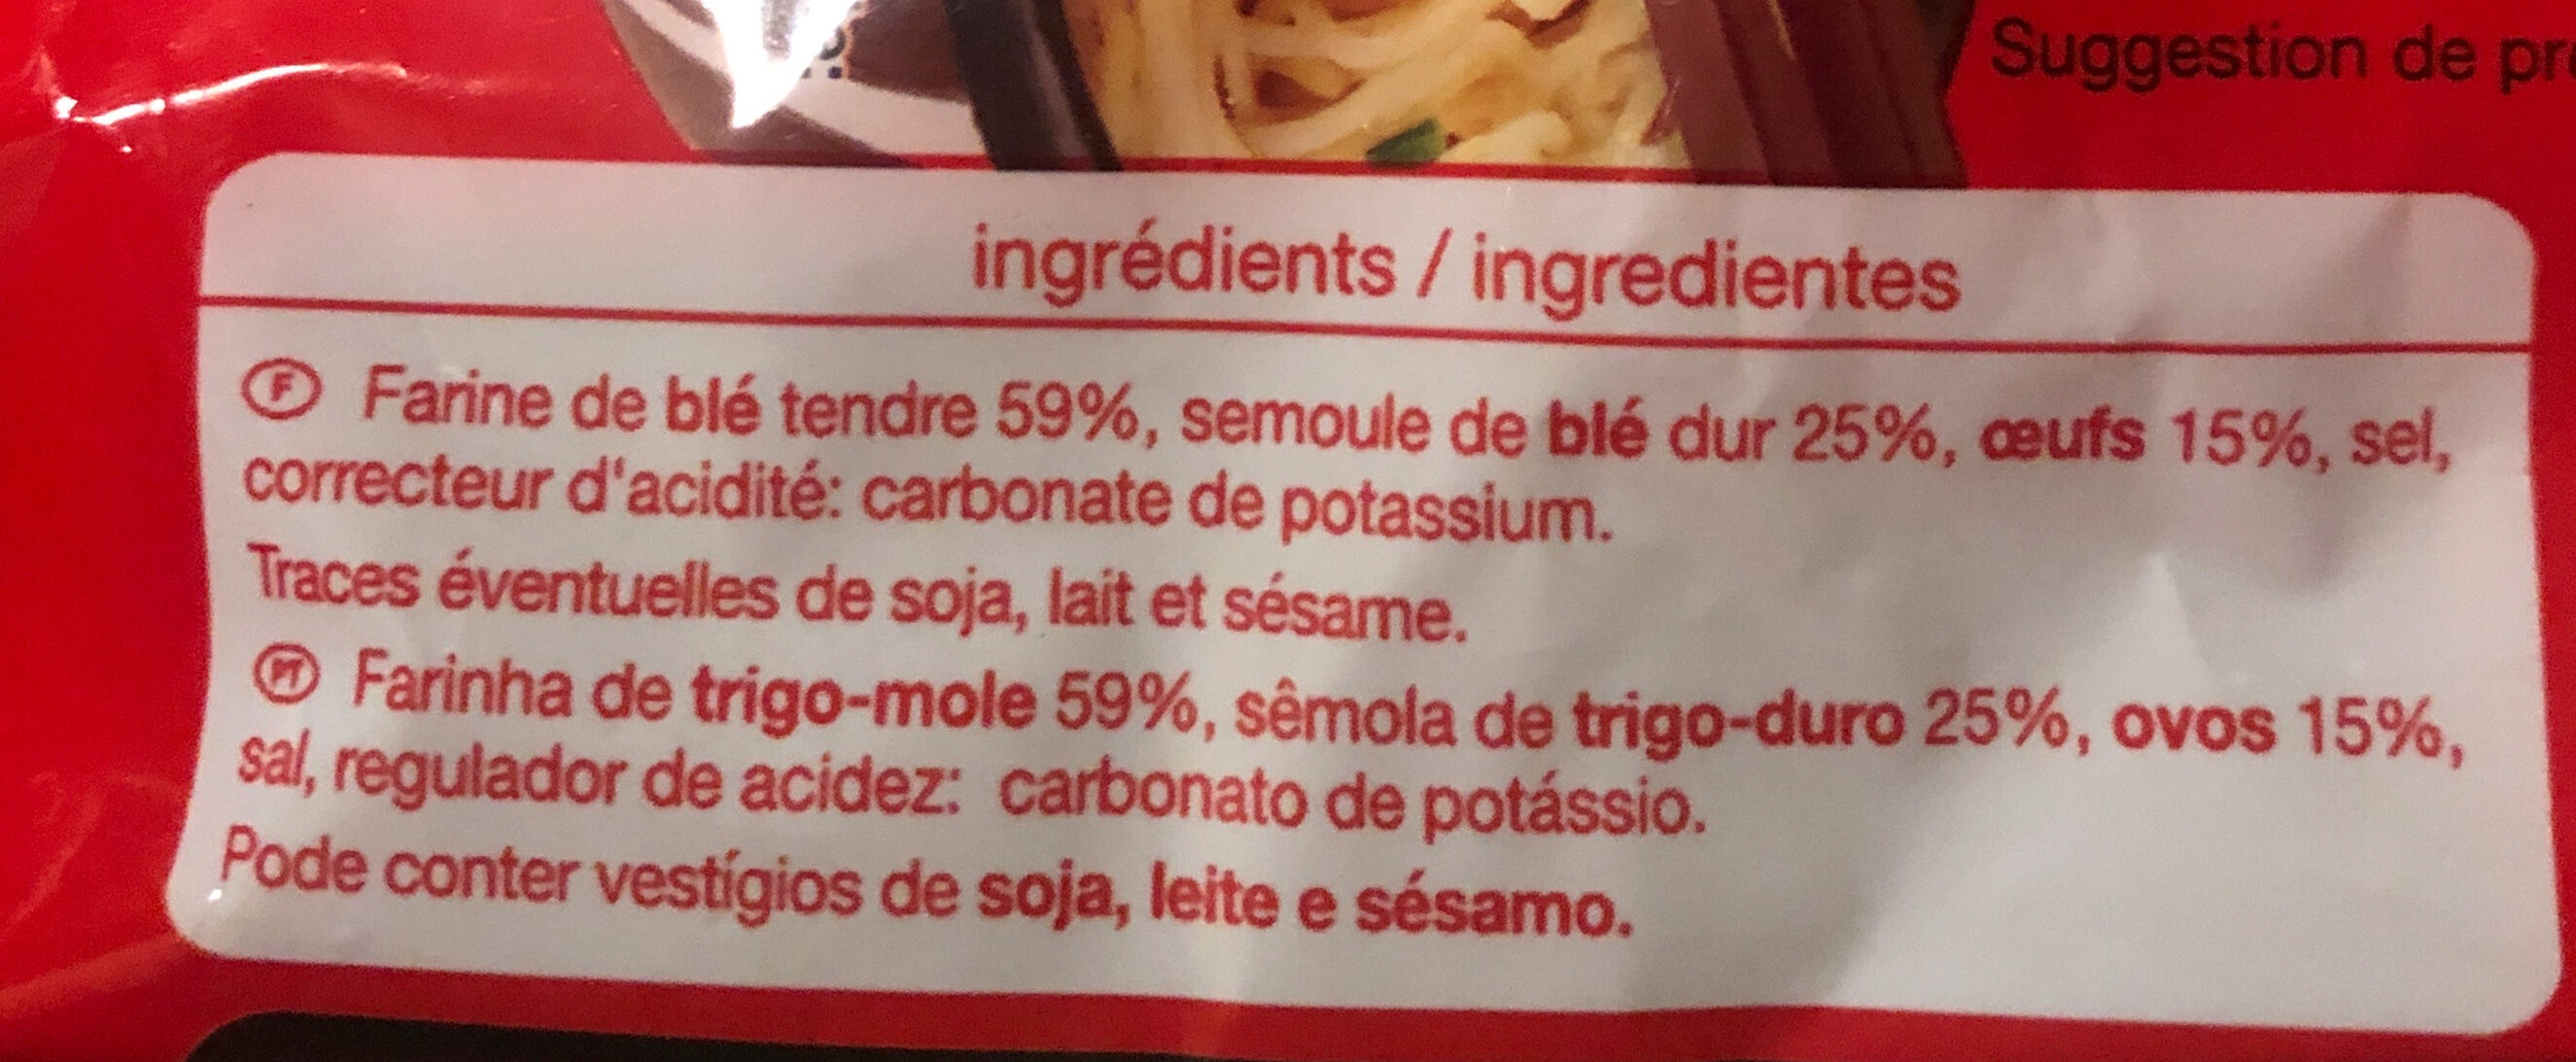 Suggestion de
ingrédients / ingredientes
F Farine de blé tendre 59%, semoule de blé dur 25%, œufs 15%, sel,
correcteur d'acidité: carbonate de potassium.
Traces éventuelles de soja, lait et sésame.
PT Farinha de trigo-mole 59%, sêmola de trigo-duro 25%, ovos 15%,
sal, regulador de acidez: carbonato de potássio.
Pode conter vestígios de soja, leite e sésamo.